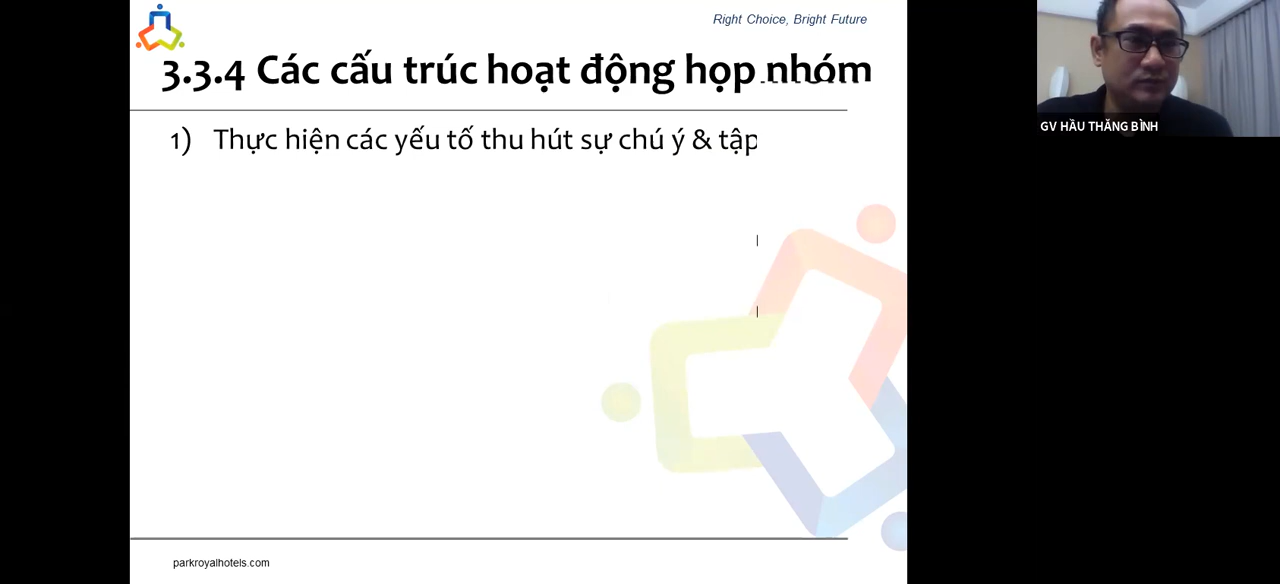 Right Choice, Bright Future
3.3.4 Các cấu trúc hoạt động họp nhóm
1) Thực hiện các yếu tố thu hút sự chú ý & tập
GV HẦU THĂNG BÌNH
parkroyalhotels.com